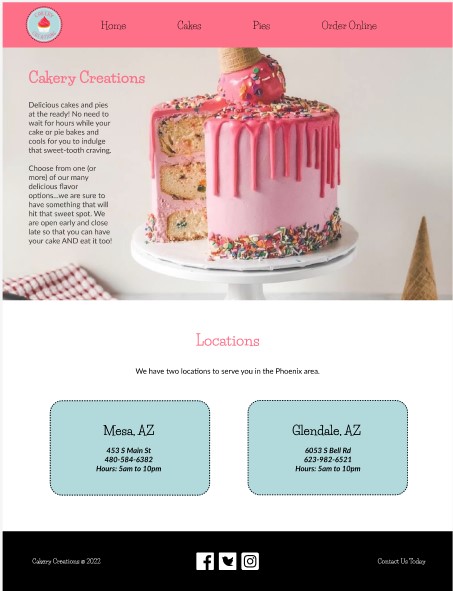 CAKERY
CREATIONS
Home Cakes Pies Order Online
Cakery Creations
Delicious cakes and pies
at the ready! No need to
wait for hours while your
cake or pie bakes and
cools for you to indulge
that sweet-tooth craving.
Choose from one (or
more) of our many
delicious flavor
options...we are sure to
have something that will
hit that sweet spot. We
are open early and close
late so that you can have
your cake AND eat it too!
Locations
We have two locations to serve you in the Phoenix area.
Mesa, AZ
453 S Main St
480-584-6382
Hours: 5am to 10pm
Glendale, AZ
6053 S Bell Rd
623-982-6521
Hours: 5am to 10pm
Cakery Creations @ 2022
Contact Us Today